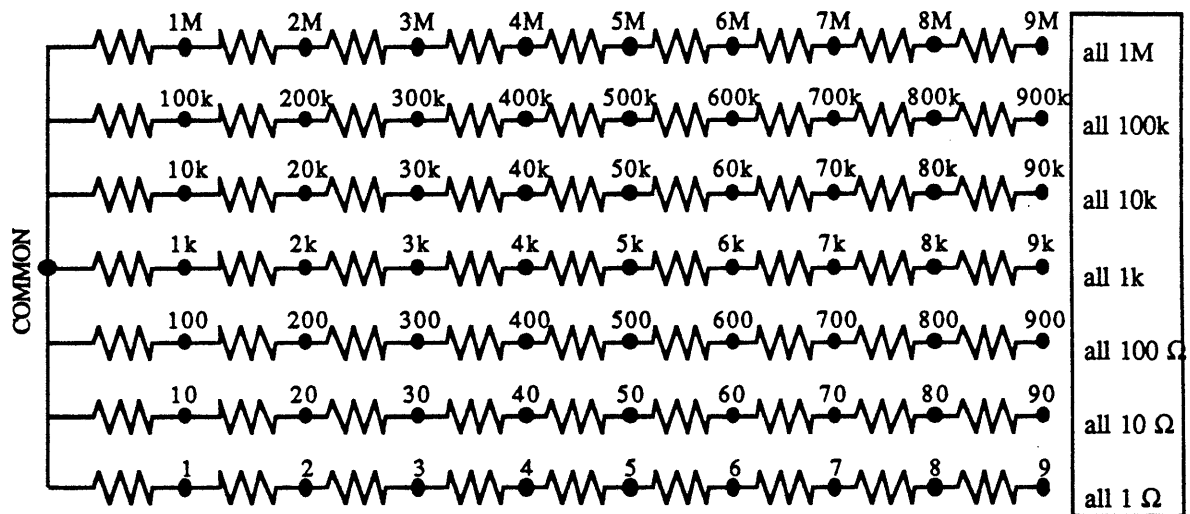 1M 2M 3M 4M 5M 6M 7M 8M 9M all 1M
100k 200k 300k 400k 500k 600k 700k 800k 900k all 100k
10k 20k 30k 40k 50k 60k 70k 80k 90k all 10k
COMMON
1k 2k 3k 4k 5k 6k 7k 8k 9k all 1k
100 200 300 400 500 600 700 800 900 all 100 Ω
10 20 30 40 50 60 70 80 90 all 10 Ω
1 2 3 4 5 6 7 8 9 all 1 Ω